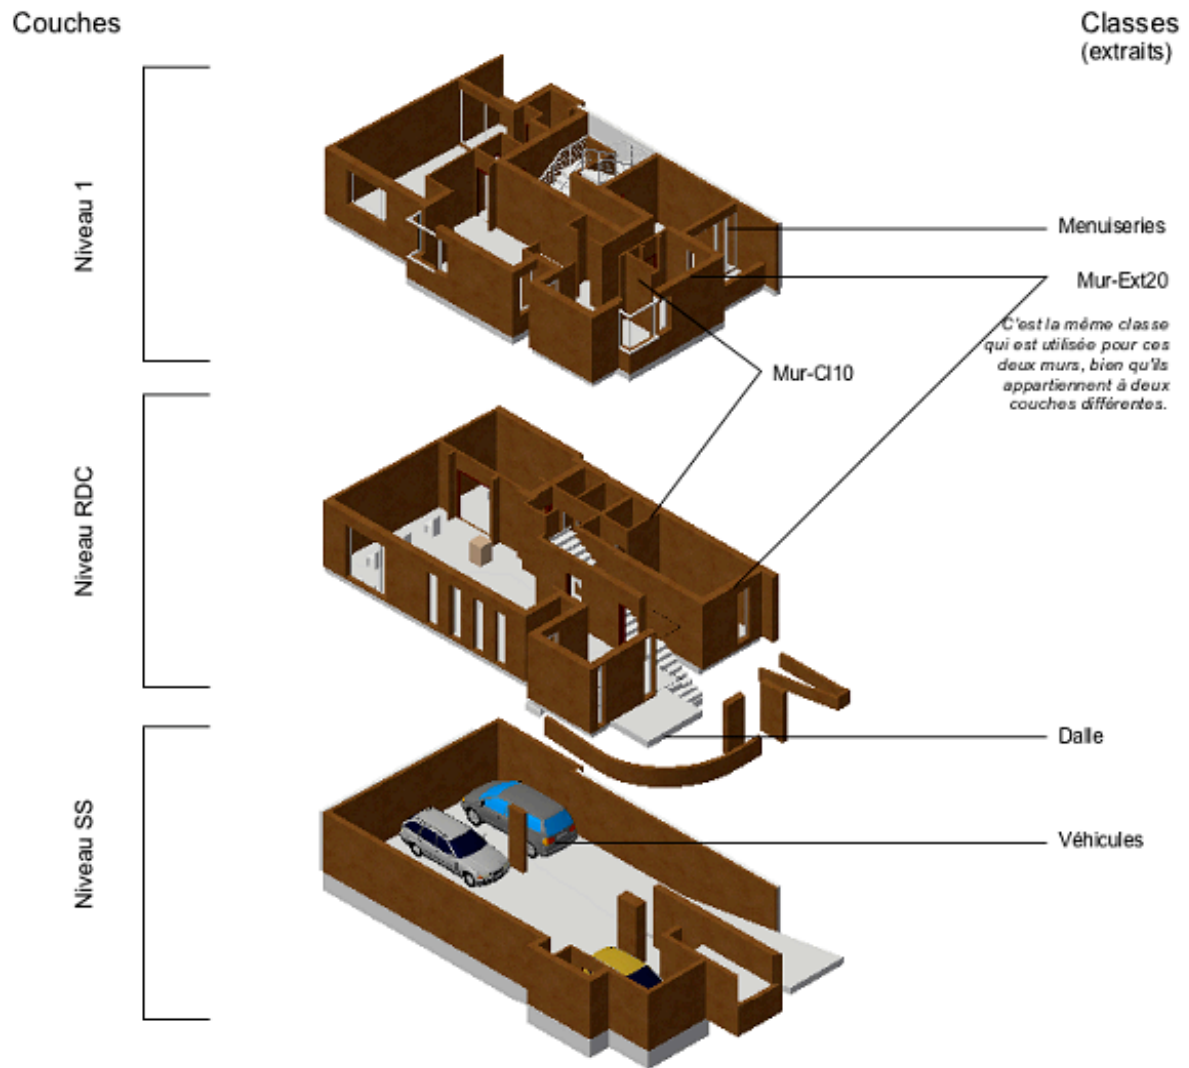 Couches
Classes
(extraits)
Niveau 1
Menuiseries
Mur-Ext20
C'est la même classe
qui est utilisée pour ces
deux murs, bien qu'ils
appartiennent à deux
couches différentes.
Mur-Cl10
Niveau RDC
Dalle
Niveau SS
Véhicules